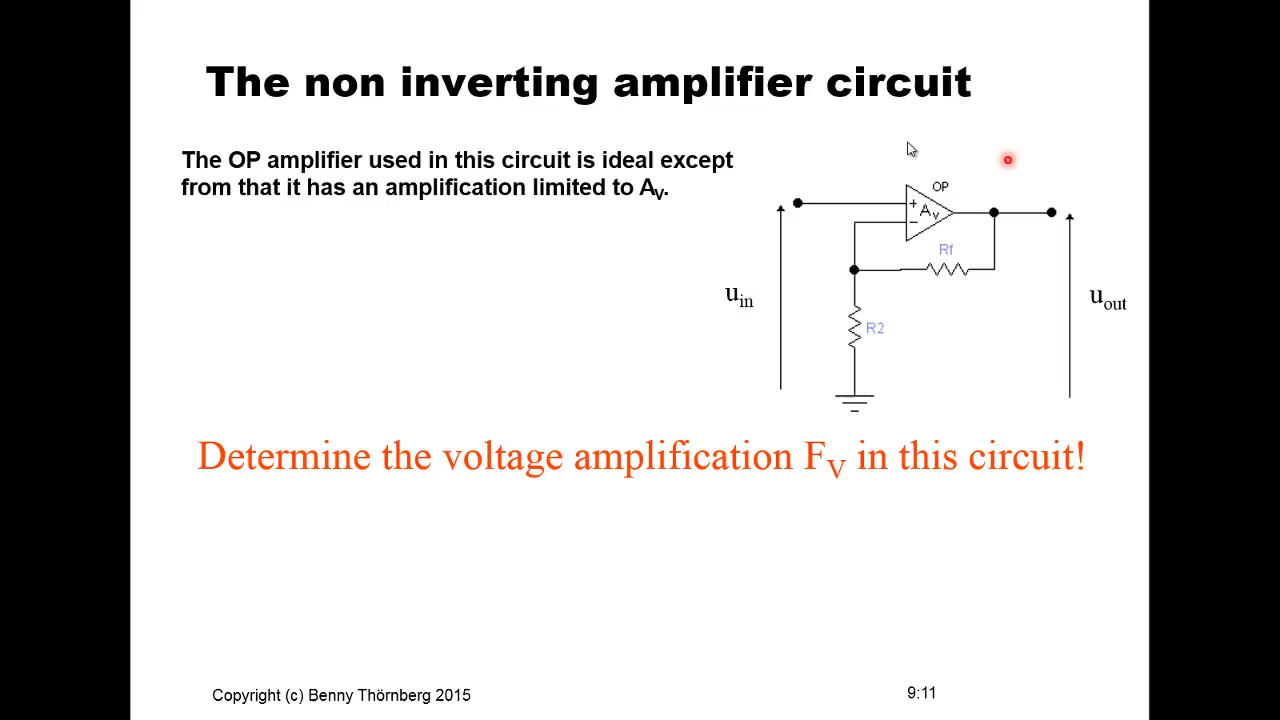 The non inverting amplifier circuit
The OP amplifier used in this circuit is ideal except
from that it has an amplification limited to AV.
OP
+
AV
−
Rf
uin
uout
R2
Determine the voltage amplification FV in this circuit!
Copyright (c) Benny Thörnberg 2015
9:11